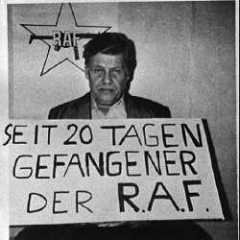 RAF
SEIT 20 TAGEN
GEFANGENER
DER R.A.F.